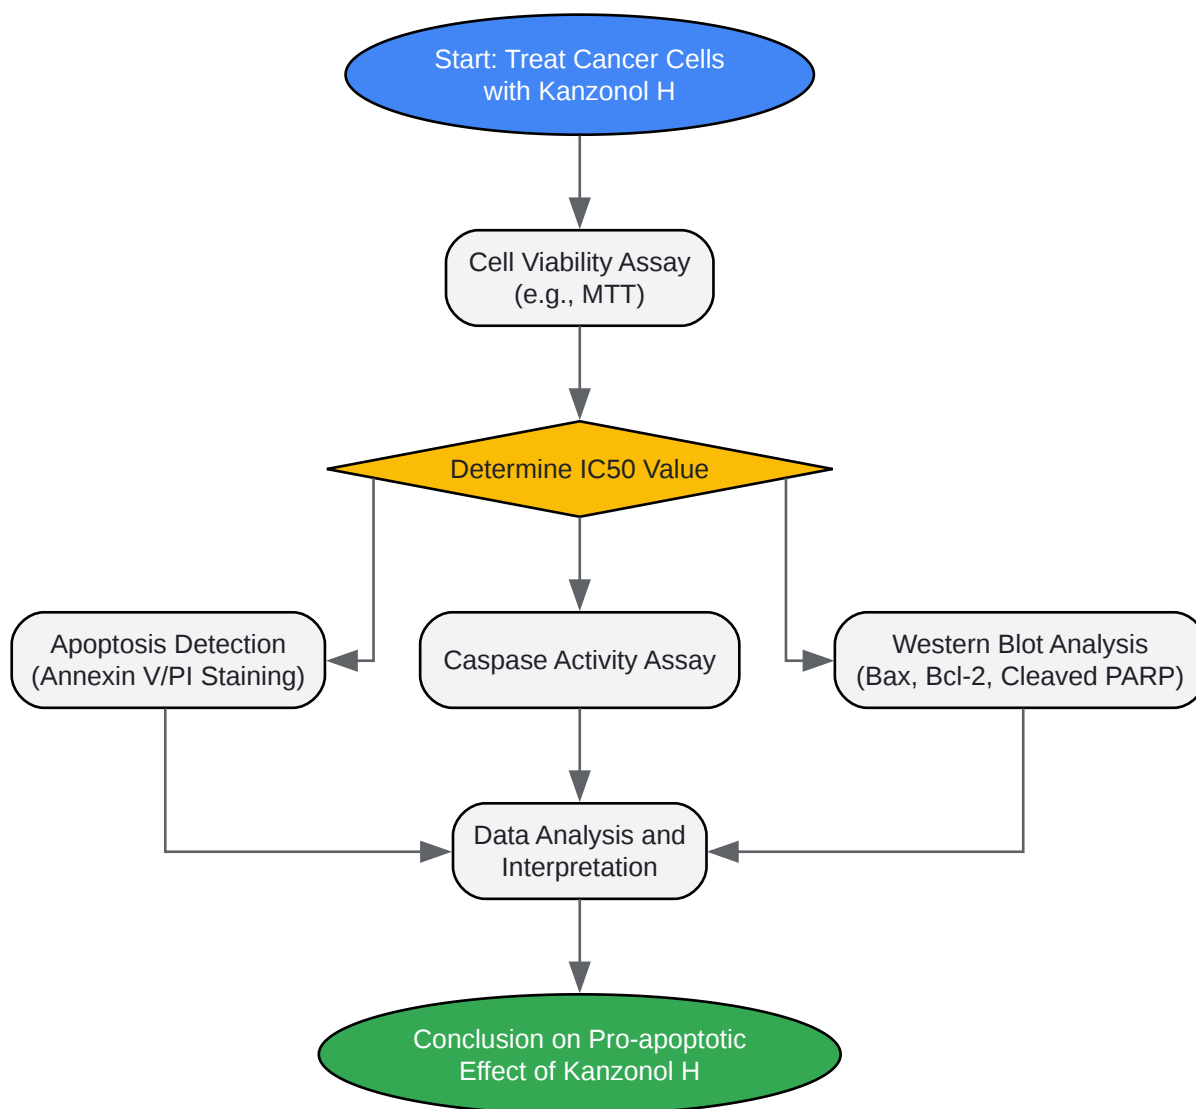 Start: Treat Cancer Cells
with Kanzonol H
Cell Viability Assay
(e.g., MTT)
Determine IC50 Value
Apoptosis Detection
(Annexin V/PI Staining)
Caspase Activity Assay
Western Blot Analysis
(Bax, Bcl-2, Cleaved PARP)
Data Analysis and
Interpretation
Conclusion on Pro-apoptotic
Effect of Kanzonol H